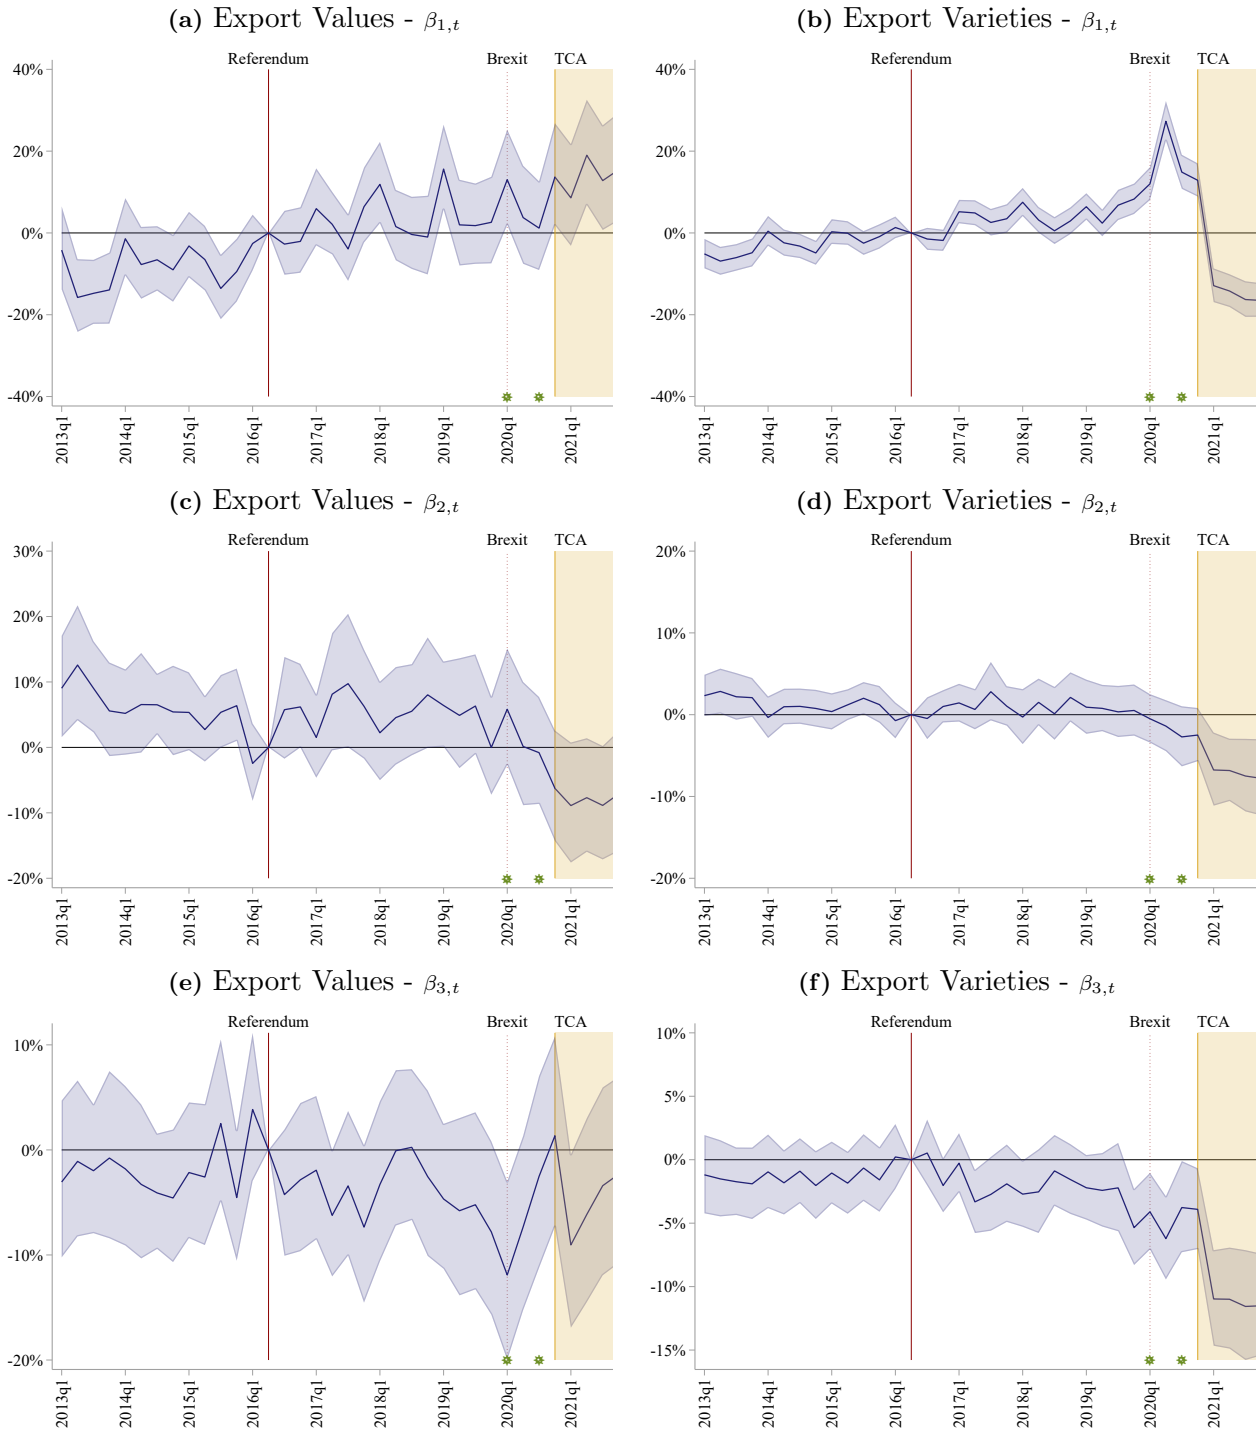 (a) Export Values - β1,t
Referendum Brexit TCA
40%
20%
0%
-20%
-40%
2013q1 2014q1 2015q1 2016q1 2017q1 2018q1 2019q1 2020q1 2021q1
(b) Export Varieties - β1,t
Referendum Brexit TCA
40%
20%
0%
-20%
-40%
2013q1 2014q1 2015q1 2016q1 2017q1 2018q1 2019q1 2020q1 2021q1
(c) Export Values - β2,t
Referendum Brexit TCA
30%
20%
10%
0%
-10%
-20%
2013q1 2014q1 2015q1 2016q1 2017q1 2018q1 2019q1 2020q1 2021q1
(d) Export Varieties - β2,t
Referendum Brexit TCA
20%
10%
0%
-10%
-20%
2013q1 2014q1 2015q1 2016q1 2017q1 2018q1 2019q1 2020q1 2021q1
(e) Export Values - β3,t
Referendum Brexit TCA
10%
0%
-10%
-20%
2013q1 2014q1 2015q1 2016q1 2017q1 2018q1 2019q1 2020q1 2021q1
(f) Export Varieties - β3,t
Referendum Brexit TCA
10%
5%
0%
-5%
-10%
-15%
2013q1 2014q1 2015q1 2016q1 2017q1 2018q1 2019q1 2020q1 2021q1